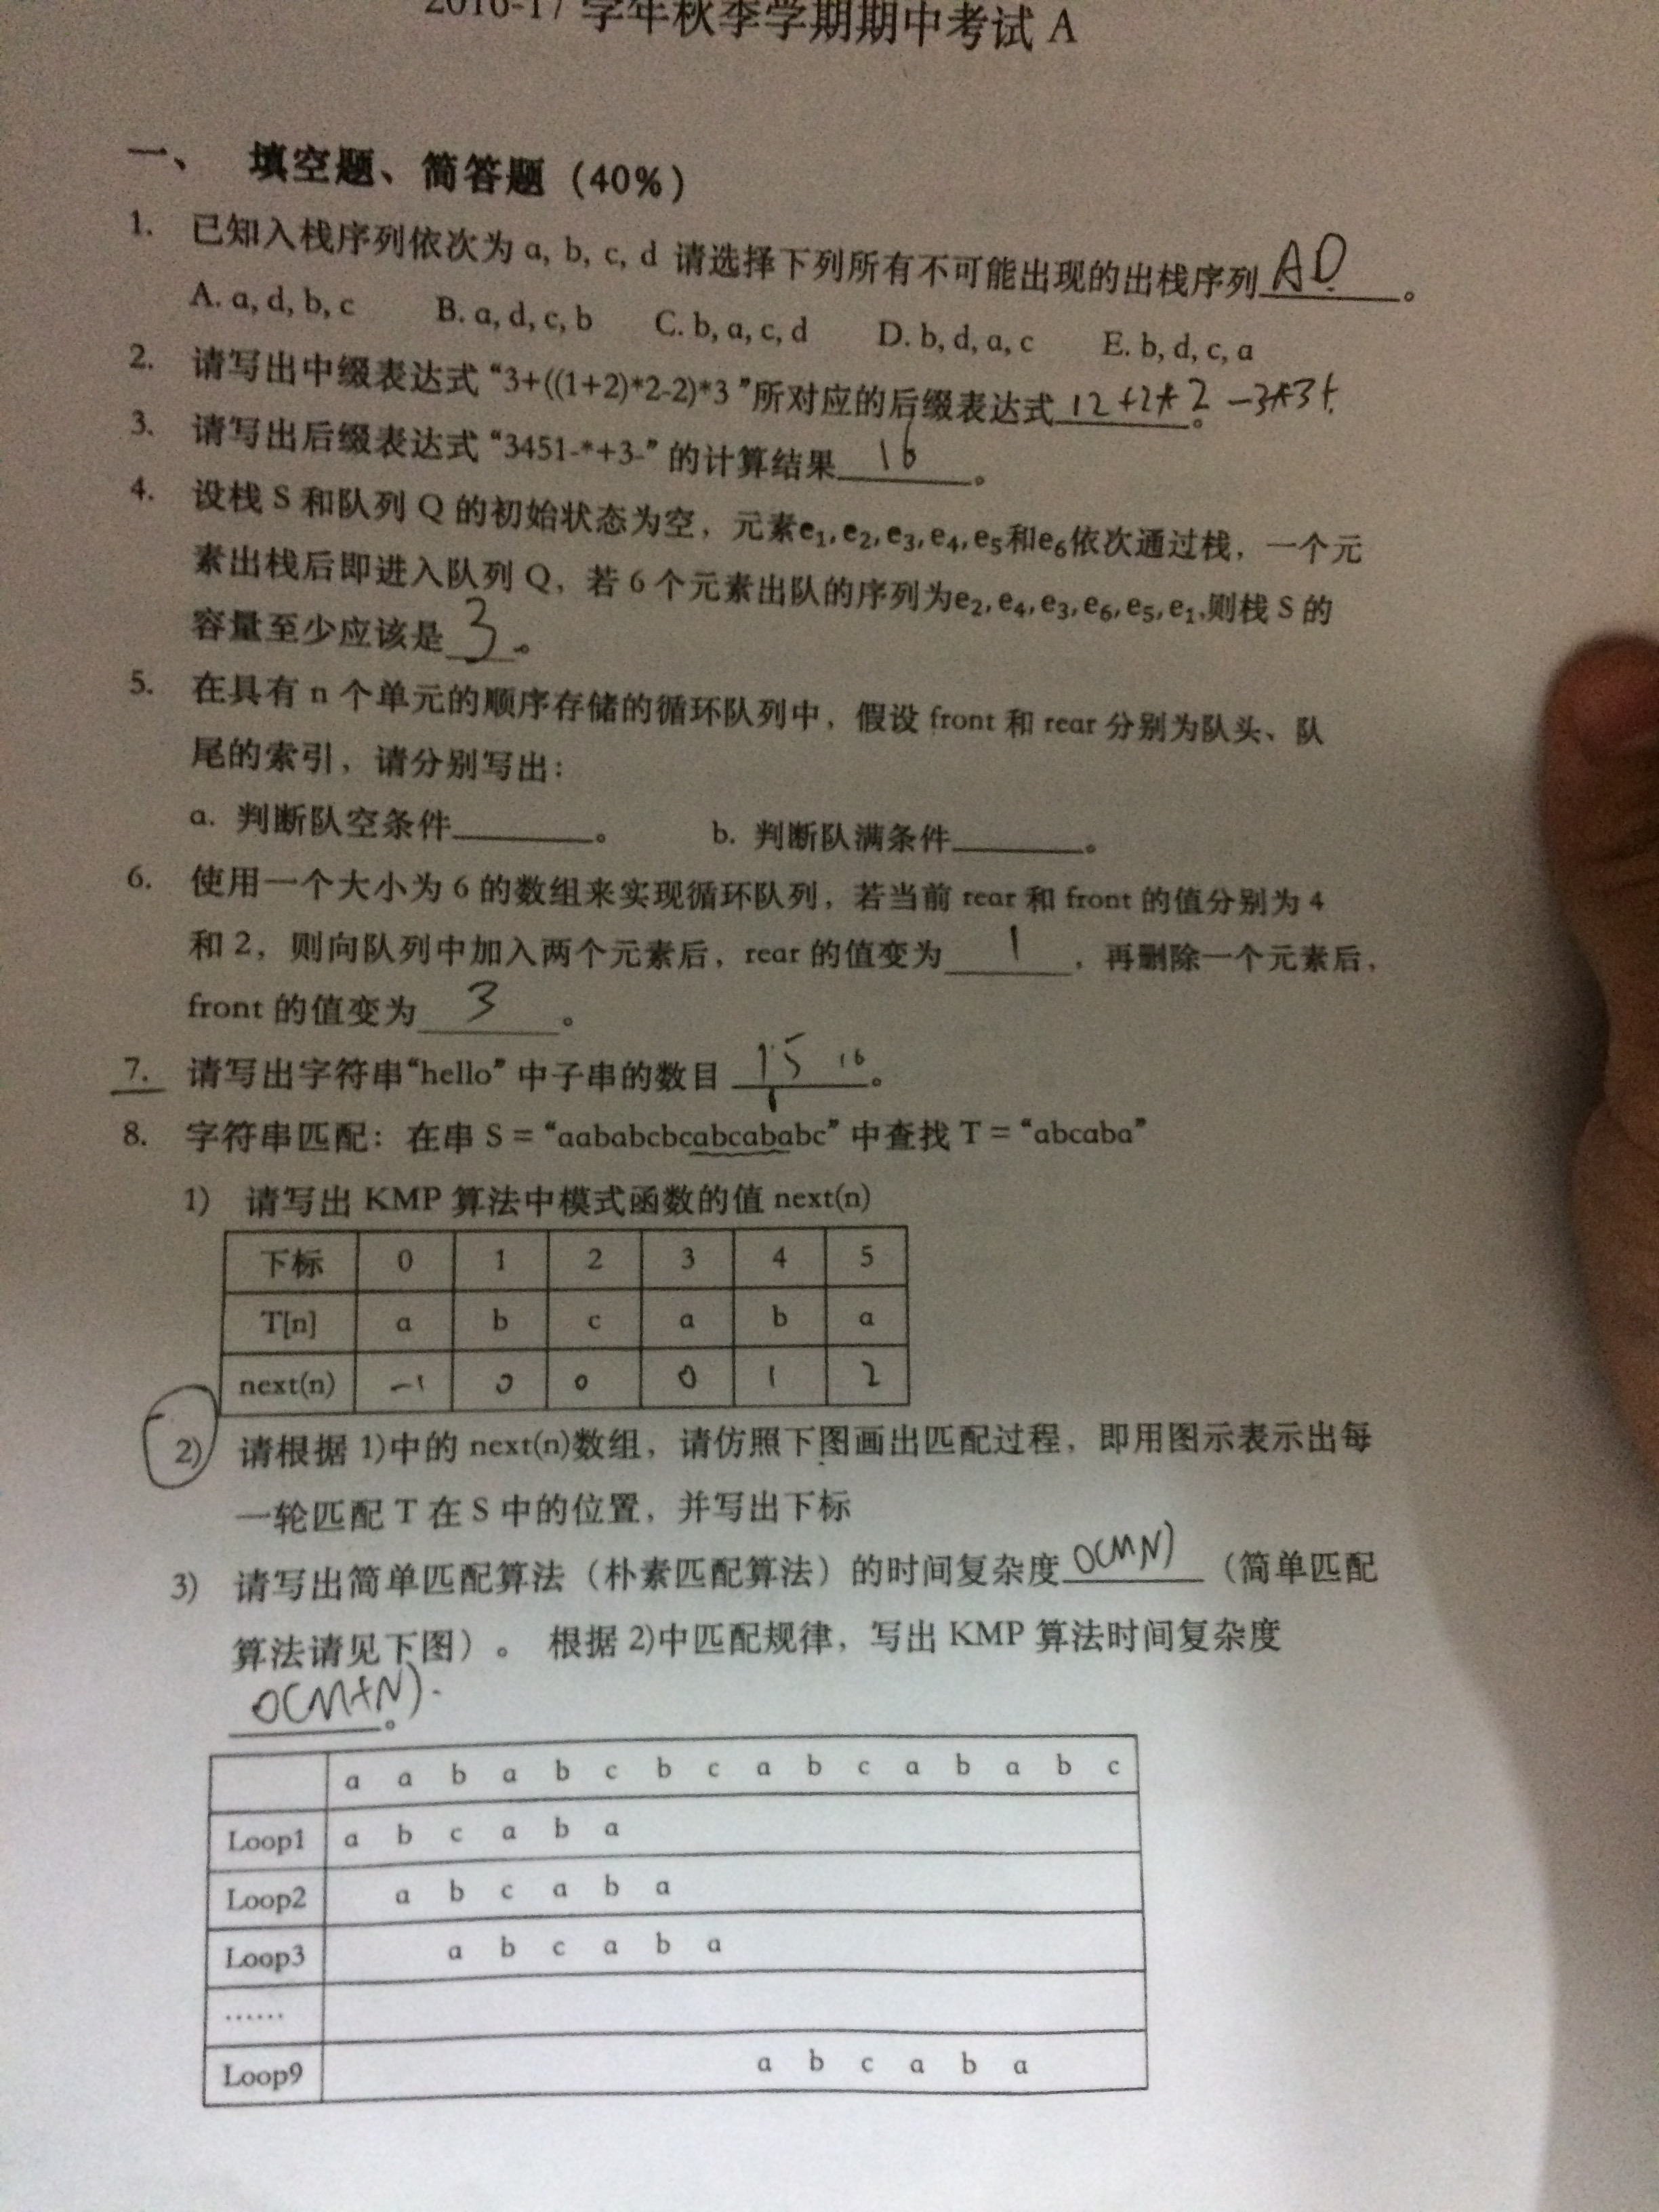 2016-17 学年秋季学期期中考试 A
一、 填空题、简答题（40%）
1. 已知入栈序列依次为 a, b, c, d 请选择下列所有不可能出现的出栈序列 AD 。
A. a, d, b, c B. a, d, c, b C. b, a, c, d D. b, d, a, c E. b, d, c, a
2. 请写出中缀表达式 “3+((1+2)*2-2)*3 ”所对应的后缀表达式 12+2*2 。 -3*3+
3. 请写出后缀表达式 “3451-*+3-” 的计算结果 16 。
4. 设栈 S 和队列 Q 的初始状态为空，元素e₁, e₂, e₃, e₄, e₅和e₆依次通过栈，一个元
素出栈后即进入队列 Q，若 6 个元素出队的序列为e₂, e₄, e₃, e₆, e₅, e₁,则栈 S 的
容量至少应该是 3 。
5. 在具有 n 个单元的顺序存储的循环队列中，假设 front 和 rear 分别为队头、队
尾的索引，请分别写出：
a. 判断队空条件______。 b. 判断队满条件______。
6. 使用一个大小为 6 的数组来实现循环队列，若当前 rear 和 front 的值分别为 4
和 2，则向队列中加入两个元素后，rear 的值变为 1 ，再删除一个元素后，
front 的值变为 3 。
7. 请写出字符串“hello” 中子串的数目 15 16 。
8. 字符串匹配：在串 S = “aababcbcabcababc” 中查找 T = “abcaba”
1) 请写出 KMP 算法中模式函数的值 next(n)
下标 0 1 2 3 4 5
T[n] a b c a b a
next(n) -1 0 0 0 1 2
2) 请根据 1)中的 next(n)数组，请仿照下图画出匹配过程，即用图示表示出每
一轮匹配 T 在 S 中的位置，并写出下标
3) 请写出简单匹配算法（朴素匹配算法）的时间复杂度 O(MN) （简单匹配
算法请见下图）。 根据 2)中匹配规律，写出 KMP 算法时间复杂度
O(M+N). 。
a a b a b c b c a b c a b a b c
Loop1 a b c a b a
Loop2 a b c a b a
Loop3 a b c a b a
……
Loop9 a b c a b a